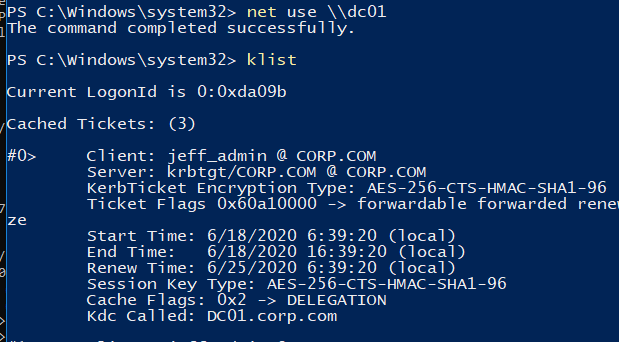 PS C:\Windows\system32> net use \\dc01
The command completed successfully.
PS C:\Windows\system32> klist
Current LogonId is 0:0xda09b
Cached Tickets: (3)
#0> Client: jeff_admin @ CORP.COM
Server: krbtgt/CORP.COM @ CORP.COM
KerbTicket Encryption Type: AES-256-CTS-HMAC-SHA1-96
Ticket Flags 0x60a10000 -> forwardable forwarded rene
ze
Start Time: 6/18/2020 6:39:20 (local)
End Time: 6/18/2020 16:39:20 (local)
Renew Time: 6/25/2020 6:39:20 (local)
Session Key Type: AES-256-CTS-HMAC-SHA1-96
Cache Flags: 0x2 -> DELEGATION
Kdc Called: DC01.corp.com